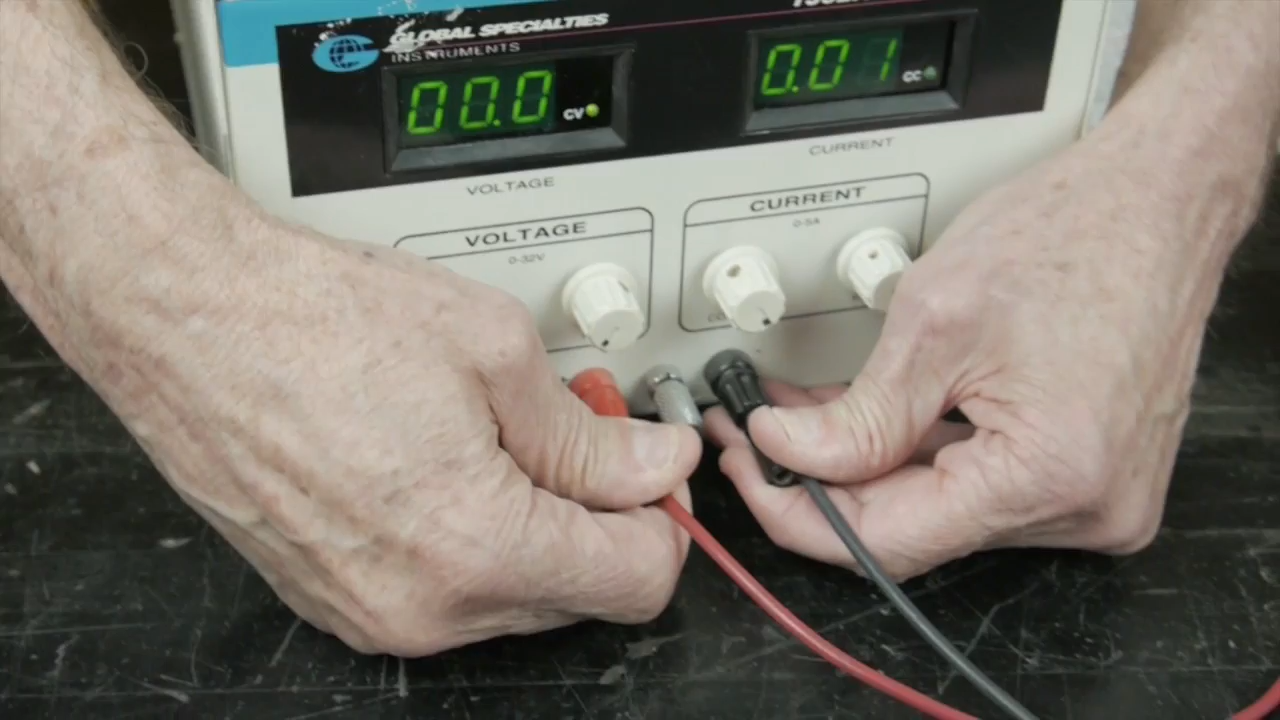 GLOBAL SPECIALTIES
INSTRUMENTS
00.0
CV
0.01
CC
VOLTAGE
CURRENT
VOLTAGE
0-32V
CURRENT
0-5A